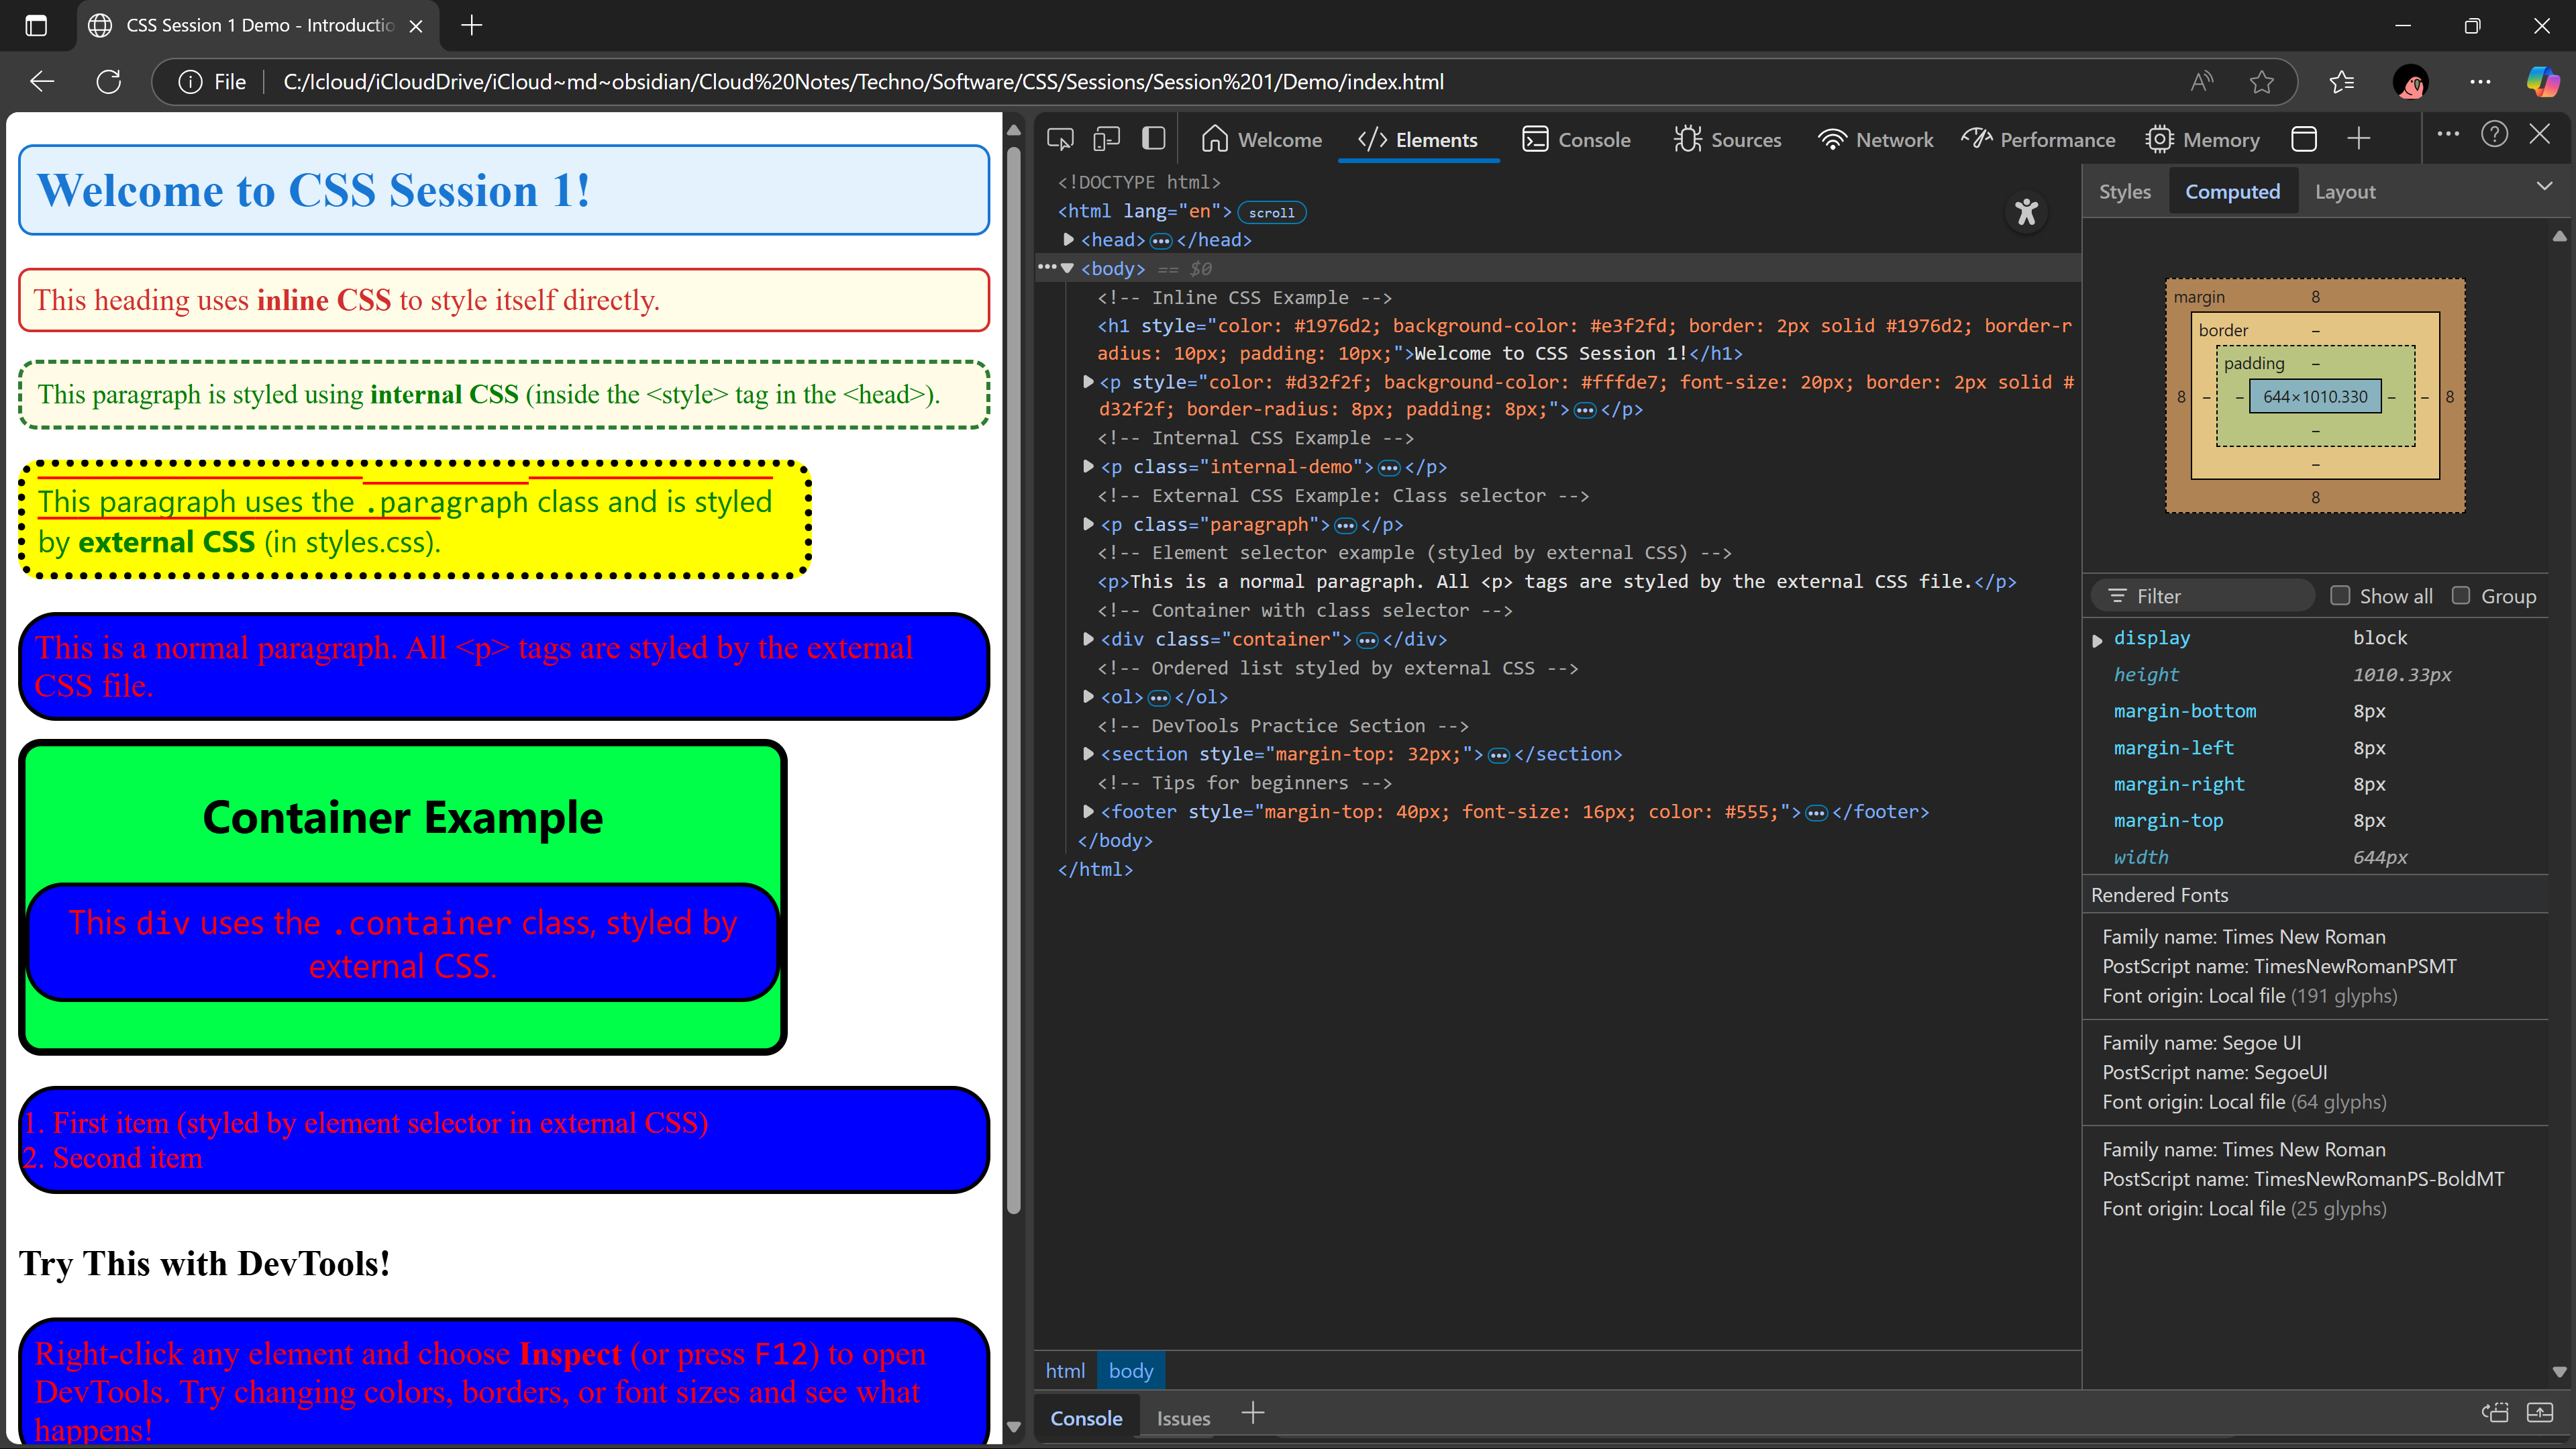 CSS Session 1 Demo - Introductio
File
C:/Icloud/iCloudDrive/iCloud~md~obsidian/Cloud%20Notes/Techno/Software/CSS/Sessions/Session%201/Demo/index.html
Welcome to CSS Session 1!
This heading uses inline CSS to style itself directly.
This paragraph is styled using internal CSS (inside the <style> tag in the <head>).
This paragraph uses the .paragraph class and is styled
by external CSS (in styles.css).
This is a normal paragraph. All <p> tags are styled by the external
CSS file.
Container Example
This div uses the .container class, styled by
external CSS.
1. First item (styled by element selector in external CSS)
2. Second item
Try This with DevTools!
Right-click any element and choose Inspect (or press F12) to open
DevTools. Try changing colors, borders, or font sizes and see what
happens!
Welcome
Elements
Console
Sources
Network
Performance
Memory
<!DOCTYPE html>
<html lang="en"> scroll
<head>…</head>
<body> == $0
<!-- Inline CSS Example -->
<h1 style="color: #1976d2; background-color: #e3f2fd; border: 2px solid #1976d2; border-r
adius: 10px; padding: 10px;">Welcome to CSS Session 1!</h1>
<p style="color: #d32f2f; background-color: #fffde7; font-size: 20px; border: 2px solid #
d32f2f; border-radius: 8px; padding: 8px;">…</p>
<!-- Internal CSS Example -->
<p class="internal-demo">…</p>
<!-- External CSS Example: Class selector -->
<p class="paragraph">…</p>
<!-- Element selector example (styled by external CSS) -->
<p>This is a normal paragraph. All <p> tags are styled by the external CSS file.</p>
<!-- Container with class selector -->
<div class="container">…</div>
<!-- Ordered list styled by external CSS -->
<ol>…</ol>
<!-- DevTools Practice Section -->
<section style="margin-top: 32px;">…</section>
<!-- Tips for beginners -->
<footer style="margin-top: 40px; font-size: 16px; color: #555;">…</footer>
</body>
</html>
html body
Console Issues
Styles Computed Layout
margin 8
border –
padding –
8 – – 644×1010.330 – – 8
–
–
8
Filter Show all Group
display block
height 1010.33px
margin-bottom 8px
margin-left 8px
margin-right 8px
margin-top 8px
width 644px
Rendered Fonts
Family name: Times New Roman
PostScript name: TimesNewRomanPSMT
Font origin: Local file (191 glyphs)
Family name: Segoe UI
PostScript name: SegoeUI
Font origin: Local file (64 glyphs)
Family name: Times New Roman
PostScript name: TimesNewRomanPS-BoldMT
Font origin: Local file (25 glyphs)